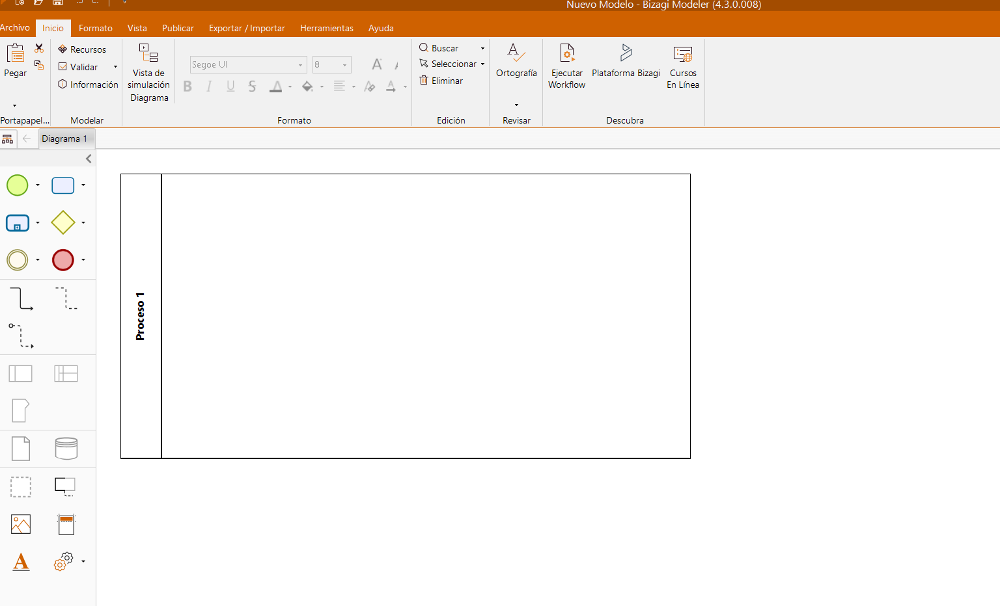 Nuevo Modelo - Bizagi Modeler (4.3.0.008)
Archivo Inicio Formato Vista Publicar Exportar / Importar Herramientas Ayuda
Pegar
Portapapel...
Recursos
Validar
Información
Modelar
Vista de
simulación
Diagrama
Segoe UI 8
B I U S A
Formato
Buscar
Seleccionar
Eliminar
Edición
Ortografía
Revisar
Ejecutar
Workflow
Plataforma Bizagi
Cursos
En Línea
Descubra
Diagrama 1
Proceso 1
A